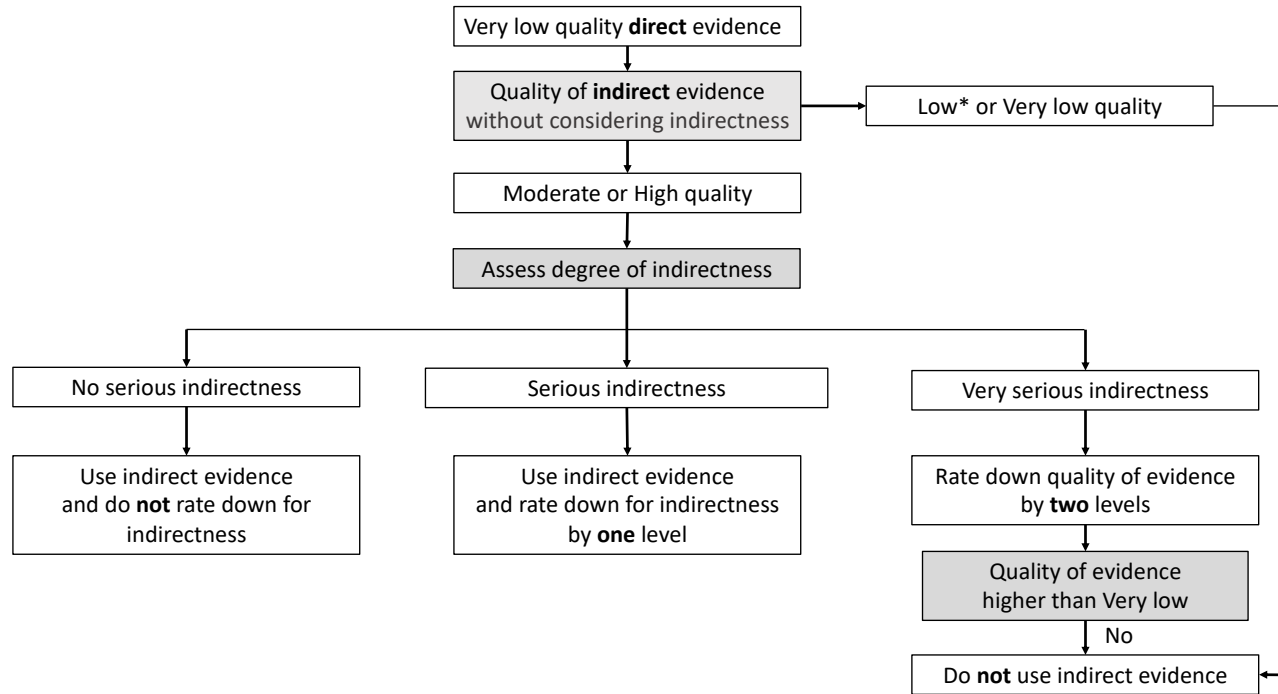 Very low quality direct evidence
Quality of indirect evidence
without considering indirectness
Low* or Very low quality
Moderate or High quality
Assess degree of indirectness
No serious indirectness
Serious indirectness
Very serious indirectness
Use indirect evidence
and do not rate down for
indirectness
Use indirect evidence
and rate down for indirectness
by one level
Rate down quality of evidence
by two levels
Quality of evidence
higher than Very low
No
Do not use indirect evidence